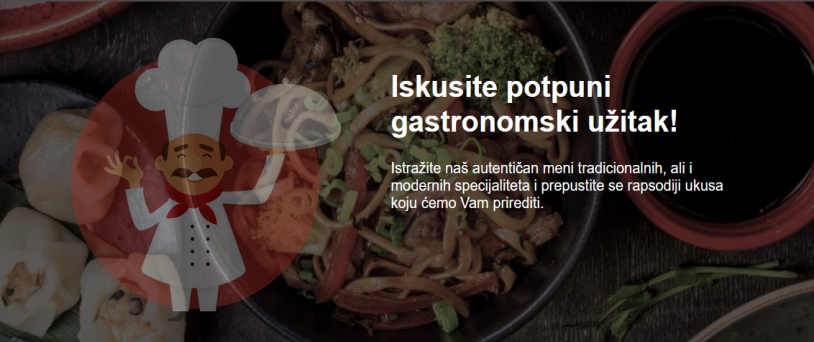 Iskusite potpuni
gastronomski užitak!
Istražite naš autentičan meni tradicionalnih, ali i
modernih specijaliteta i prepustite se rapsodiji ukusa
koju ćemo Vam prirediti.